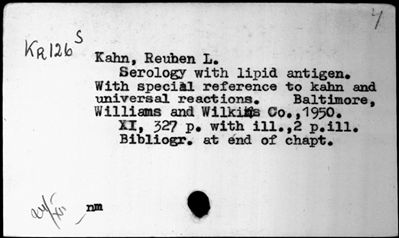 KR126 S
Kahn, Reuben L.
Serology with lipid antigen.
With special reference to kahn and
universal reactions. Baltimore,
Williams and Wilkins Co., 1950.
XI, 327 p. with ill., 2 p.ill.
Bibliogr. at end of chapt.
nm